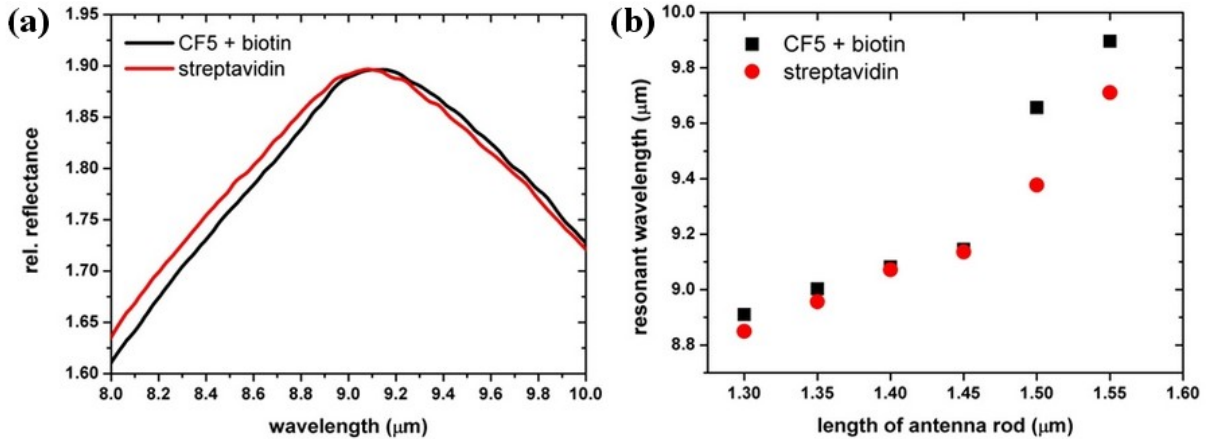 (a)
CF5 + biotin
streptavidin
1.95
1.90
1.85
1.80
1.75
1.70
1.65
1.60
rel. reflectance
8.0 8.2 8.4 8.6 8.8 9.0 9.2 9.4 9.6 9.8 10.0
wavelength (μm)
(b)
CF5 + biotin
streptavidin
10.0
9.8
9.6
9.4
9.2
9.0
8.8
resonant wavelength (μm)
1.30 1.35 1.40 1.45 1.50 1.55 1.60
length of antenna rod (μm)